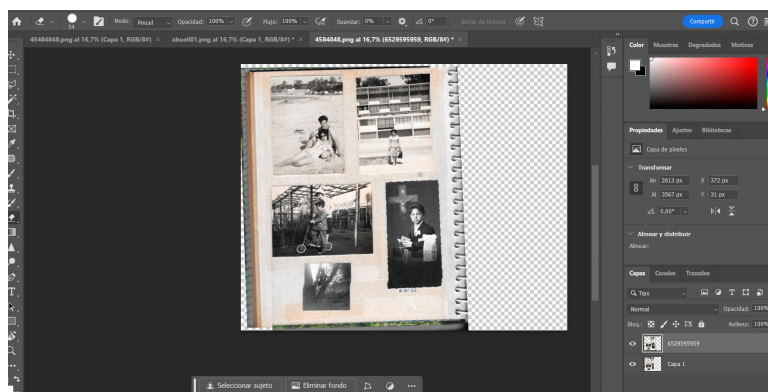 54 Modo: Pincel Opacidad: 100% Flujo: 100% Suavizar: 0% 0° Borrar de historia Compartir
45484848.png al 16,7% (Capa 1, RGB/8#) × abueli01.png al 16,7% (Capa 1, RGB/8#) * × 4584848.png al 16,7% (6529595959, RGB/8#) * ×
Color Muestras Degradados Motivos
Propiedades Ajustes Bibliotecas
Capa de píxeles
Transformar
An 2613 px X 372 px
Al 3567 px Y 31 px
0,00°
Alinear y distribuir
Alinear:
Capas Canales Trazados
Tipo
Normal Opacidad: 100%
Bloq.: Relleno: 100%
6529595959
Capa 1
Seleccionar sujeto Eliminar fondo